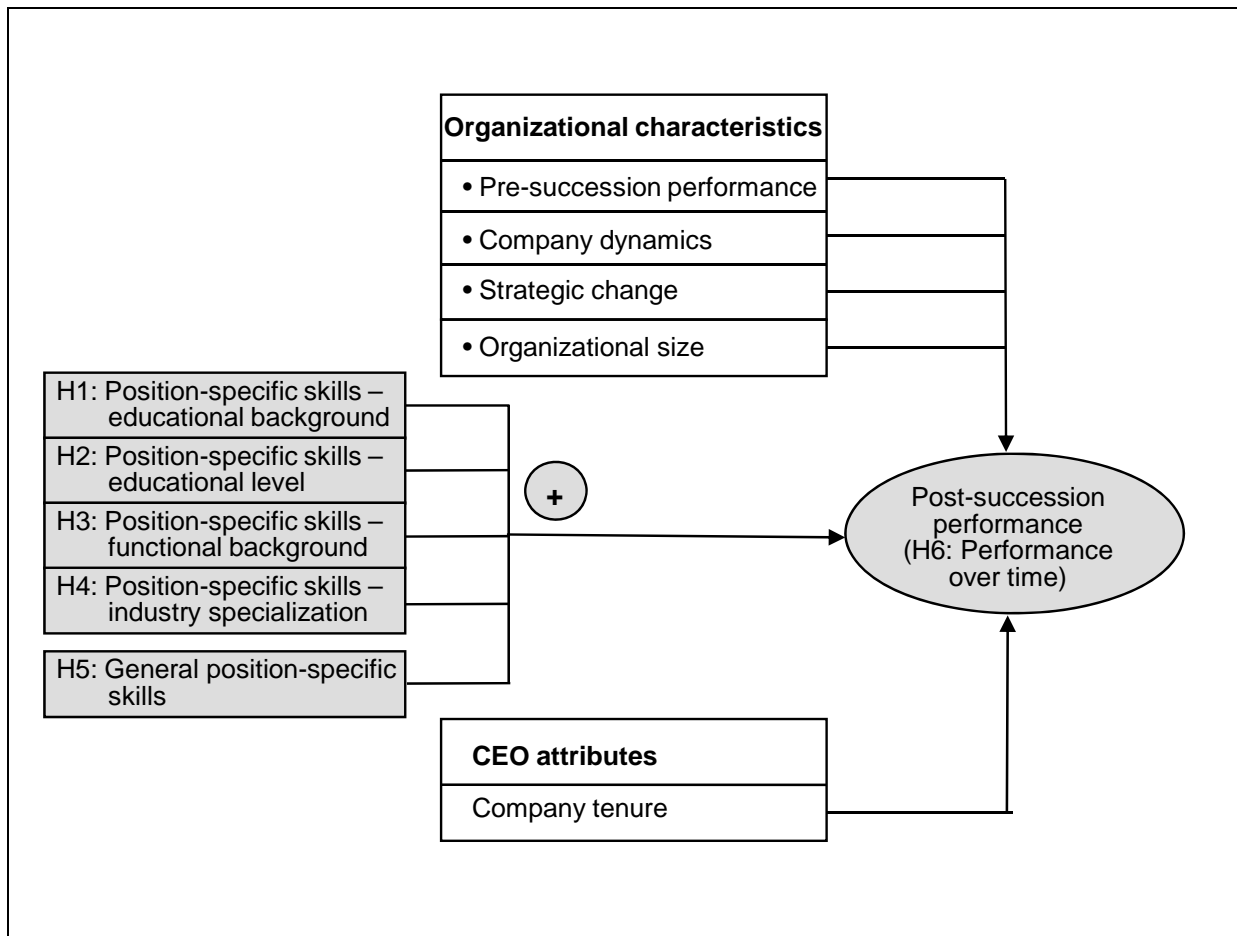 Organizational characteristics
• Pre-succession performance
• Company dynamics
• Strategic change
• Organizational size
H1: Position-specific skills –
educational background
H2: Position-specific skills –
educational level
H3: Position-specific skills –
functional background
H4: Position-specific skills –
industry specialization
H5: General position-specific
skills
+
Post-succession
performance
(H6: Performance
over time)
CEO attributes
Company tenure